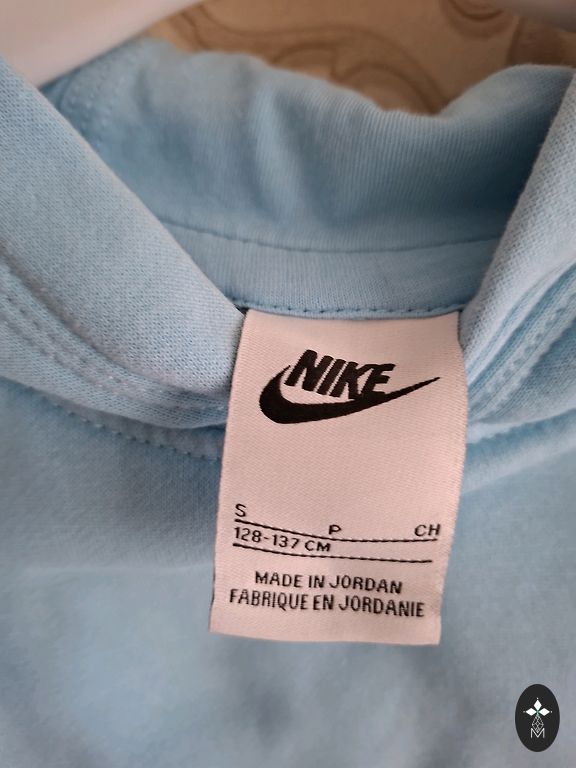 NIKE
S P CH
128-137 CM
MADE IN JORDAN
FABRIQUE EN JORDANIE
M